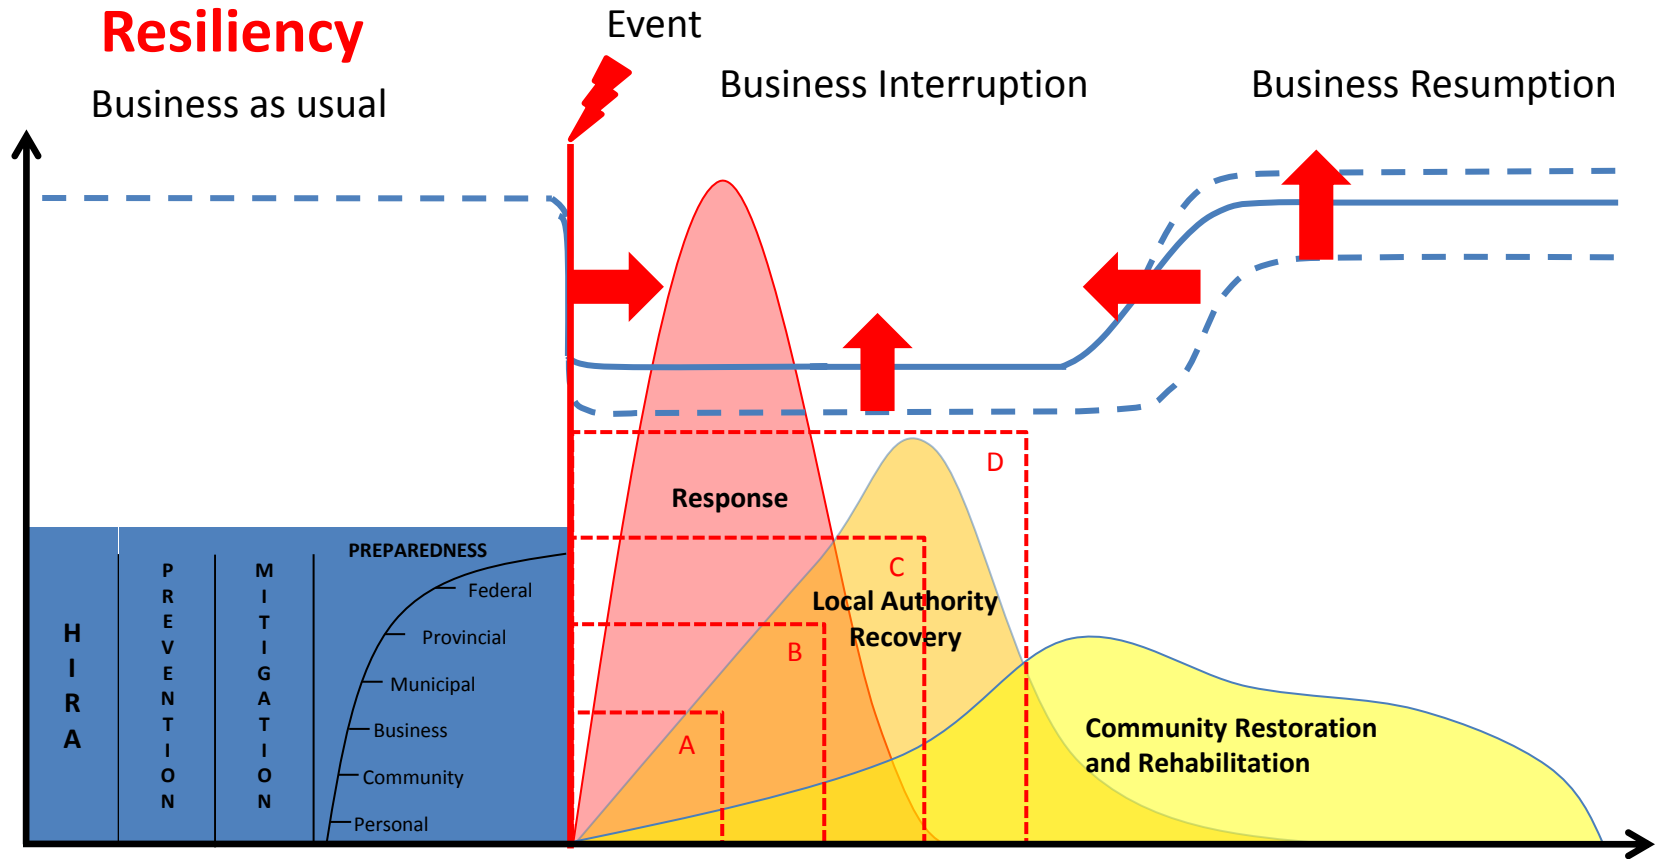 Resiliency
Event
Business as usual
Business Interruption
Business Resumption
D
Response
PREPAREDNESS
C
Federal
Local Authority
Recovery
Provincial
B
Municipal
HIRA
PREVENTION
MITIGATION
Business
A
Community Restoration
and Rehabilitation
Community
Personal